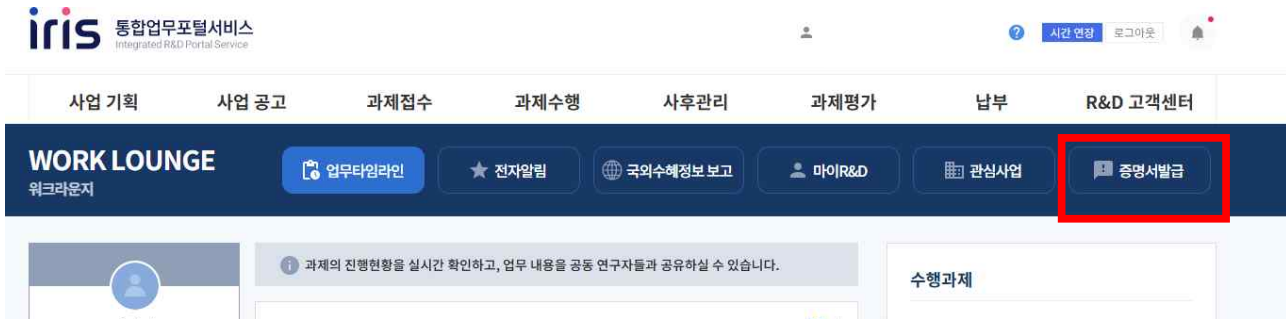 iris 통합업무포털서비스
Integrated R&D Portal Service
? 시간 연장 로그아웃
사업 기획 사업 공고 과제접수 과제수행 사후관리 과제평가 납부 R&D 고객센터
WORK LOUNGE
워크라운지
업무타임라인 전자알림 국외수혜정보 보고 마이R&D 관심사업 증명서발급
과제의 진행현황을 실시간 확인하고, 업무 내용을 공동 연구자들과 공유하실 수 있습니다.
수행과제